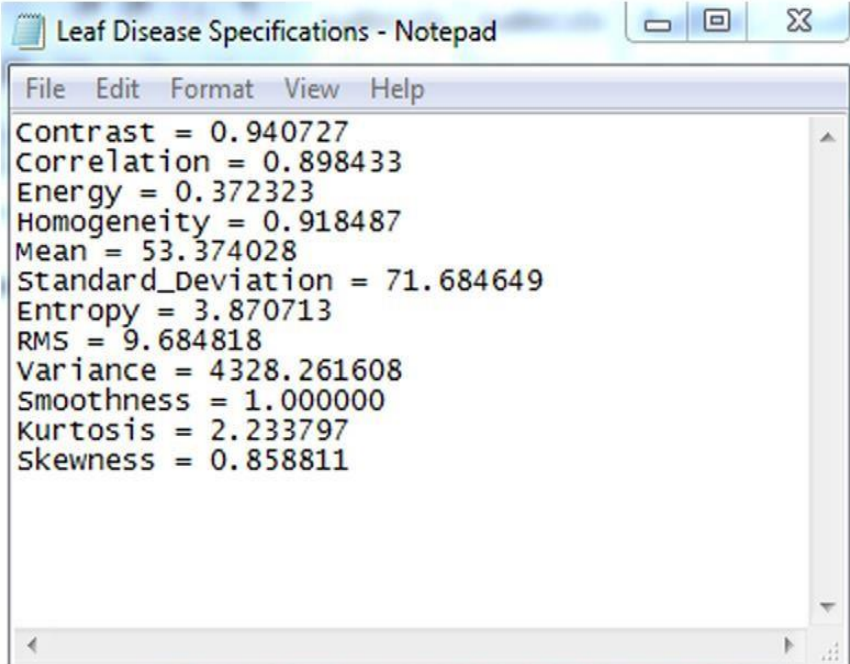 Leaf Disease Specifications - Notepad
File Edit Format View Help
Contrast = 0.940727
Correlation = 0.898433
Energy = 0.372323
Homogeneity = 0.918487
Mean = 53.374028
Standard_Deviation = 71.684649
Entropy = 3.870713
RMS = 9.684818
Variance = 4328.261608
Smoothness = 1.000000
Kurtosis = 2.233797
Skewness = 0.858811